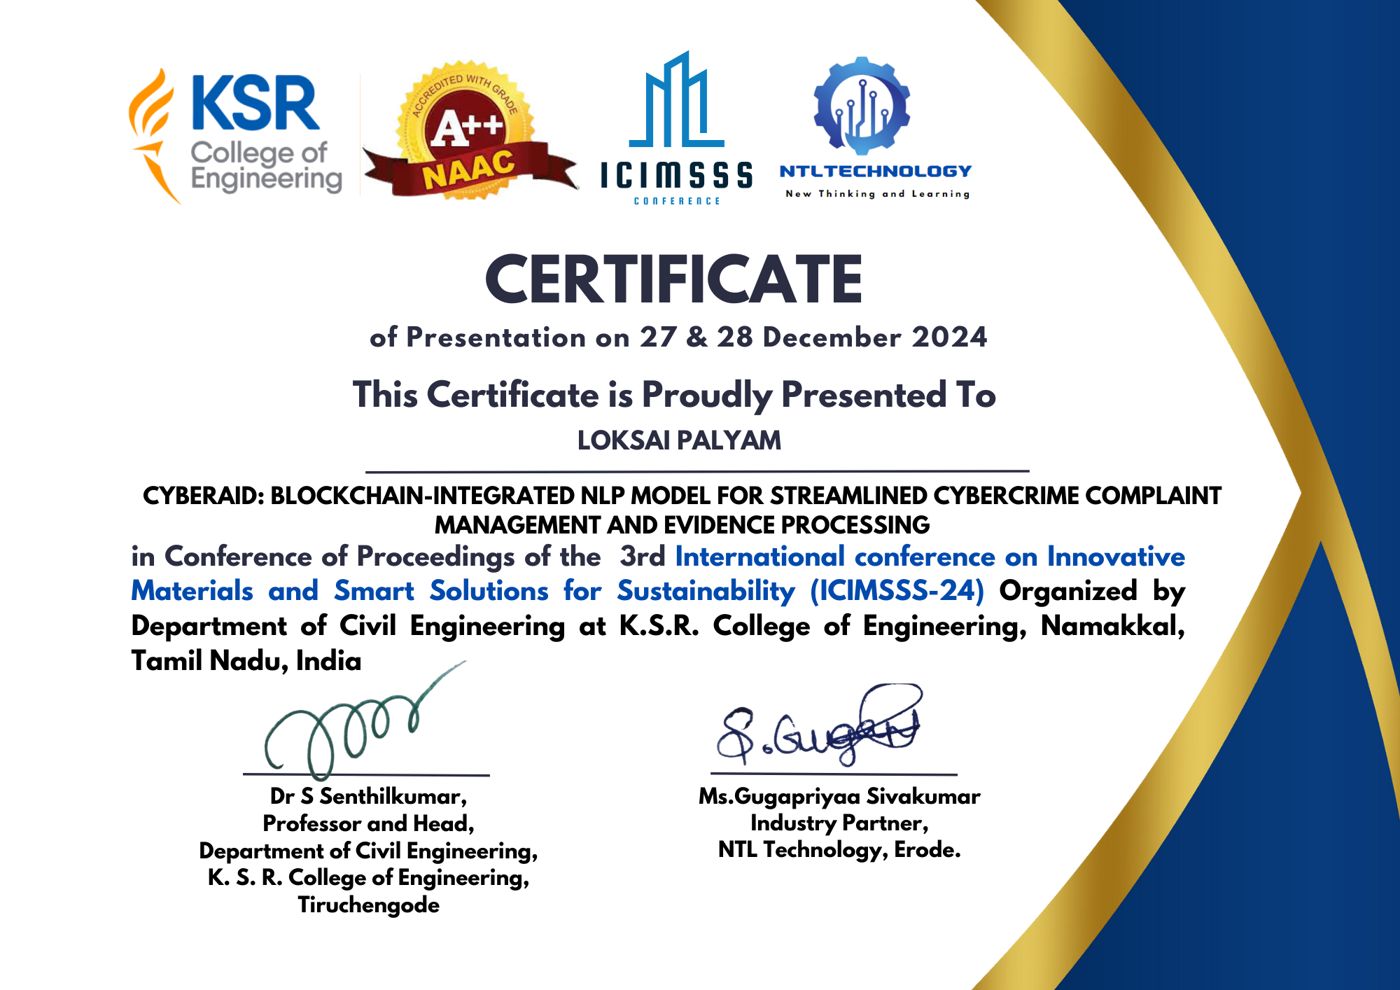 KSR
College of
Engineering
ACCREDITED WITH GRADE
A++
NAAC
ICIMSSS
CONFERENCE
NTLTECHNOLOGY
New Thinking and Learning
CERTIFICATE
of Presentation on 27 & 28 December 2024
This Certificate is Proudly Presented To
LOKSAI PALYAM
CYBERAID: BLOCKCHAIN-INTEGRATED NLP MODEL FOR STREAMLINED CYBERCRIME COMPLAINT
MANAGEMENT AND EVIDENCE PROCESSING
in Conference of Proceedings of the 3rd International conference on Innovative
Materials and Smart Solutions for Sustainability (ICIMSSS-24) Organized by
Department of Civil Engineering at K.S.R. College of Engineering, Namakkal,
Tamil Nadu, India
Dr S Senthilkumar,
Professor and Head,
Department of Civil Engineering,
K. S. R. College of Engineering,
Tiruchengode
Ms.Gugapriyaa Sivakumar
Industry Partner,
NTL Technology, Erode.